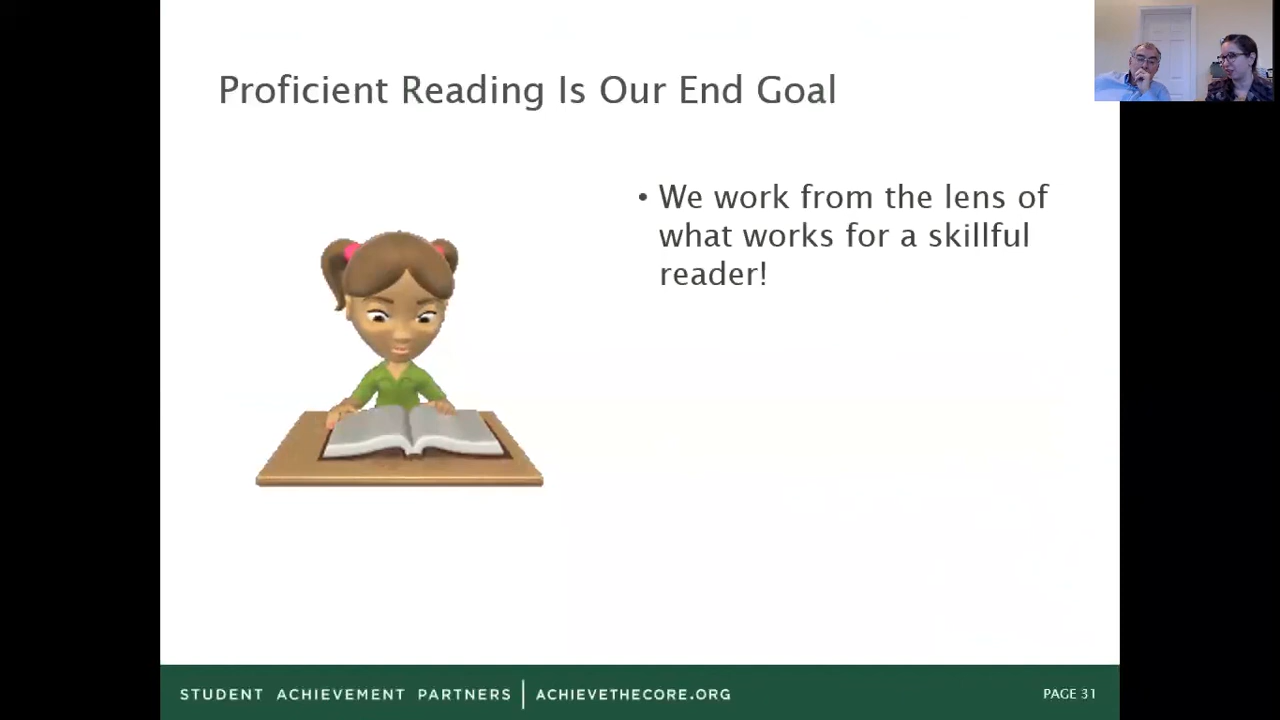 Proficient Reading Is Our End Goal
• We work from the lens of
what works for a skillful
reader!
STUDENT ACHIEVEMENT PARTNERS | ACHIEVETHECORE.ORG
PAGE 31